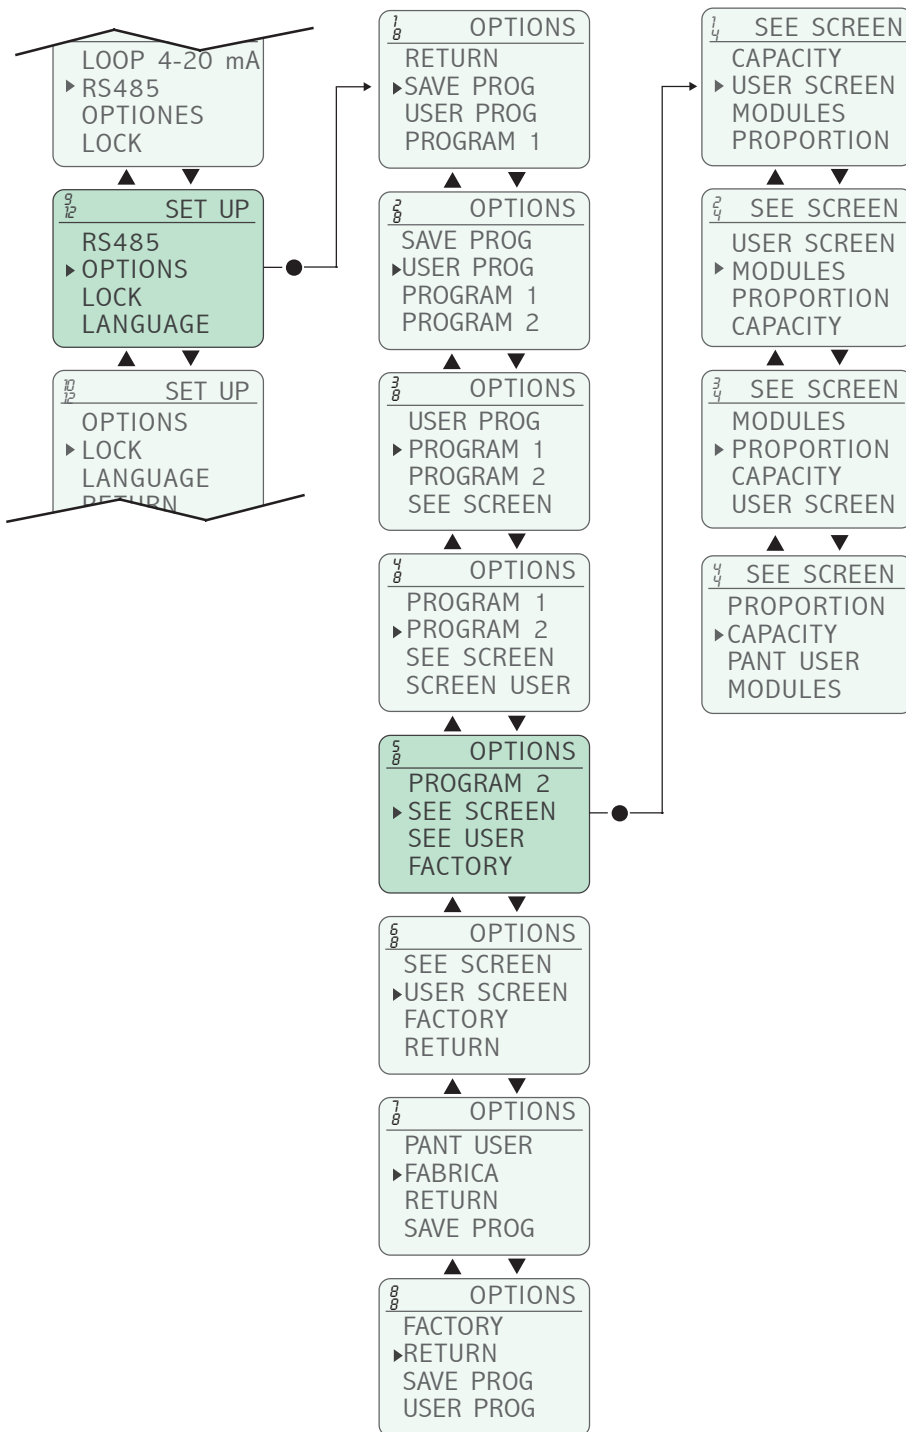 LOOP 4-20 mA
RS485
OPTIONES
LOCK
9/12 SET UP
RS485
OPTIONS
LOCK
LANGUAGE
10/12 SET UP
OPTIONS
LOCK
LANGUAGE
RETURN
1/8 OPTIONS
RETURN
SAVE PROG
USER PROG
PROGRAM 1
2/8 OPTIONS
SAVE PROG
USER PROG
PROGRAM 1
PROGRAM 2
3/8 OPTIONS
USER PROG
PROGRAM 1
PROGRAM 2
SEE SCREEN
4/8 OPTIONS
PROGRAM 1
PROGRAM 2
SEE SCREEN
SCREEN USER
5/8 OPTIONS
PROGRAM 2
SEE SCREEN
SEE USER
FACTORY
6/8 OPTIONS
SEE SCREEN
USER SCREEN
FACTORY
RETURN
7/8 OPTIONS
PANT USER
FABRICA
RETURN
SAVE PROG
8/8 OPTIONS
FACTORY
RETURN
SAVE PROG
USER PROG
1/4 SEE SCREEN
CAPACITY
USER SCREEN
MODULES
PROPORTION
2/4 SEE SCREEN
USER SCREEN
MODULES
PROPORTION
CAPACITY
3/4 SEE SCREEN
MODULES
PROPORTION
CAPACITY
USER SCREEN
4/4 SEE SCREEN
PROPORTION
CAPACITY
PANT USER
MODULES